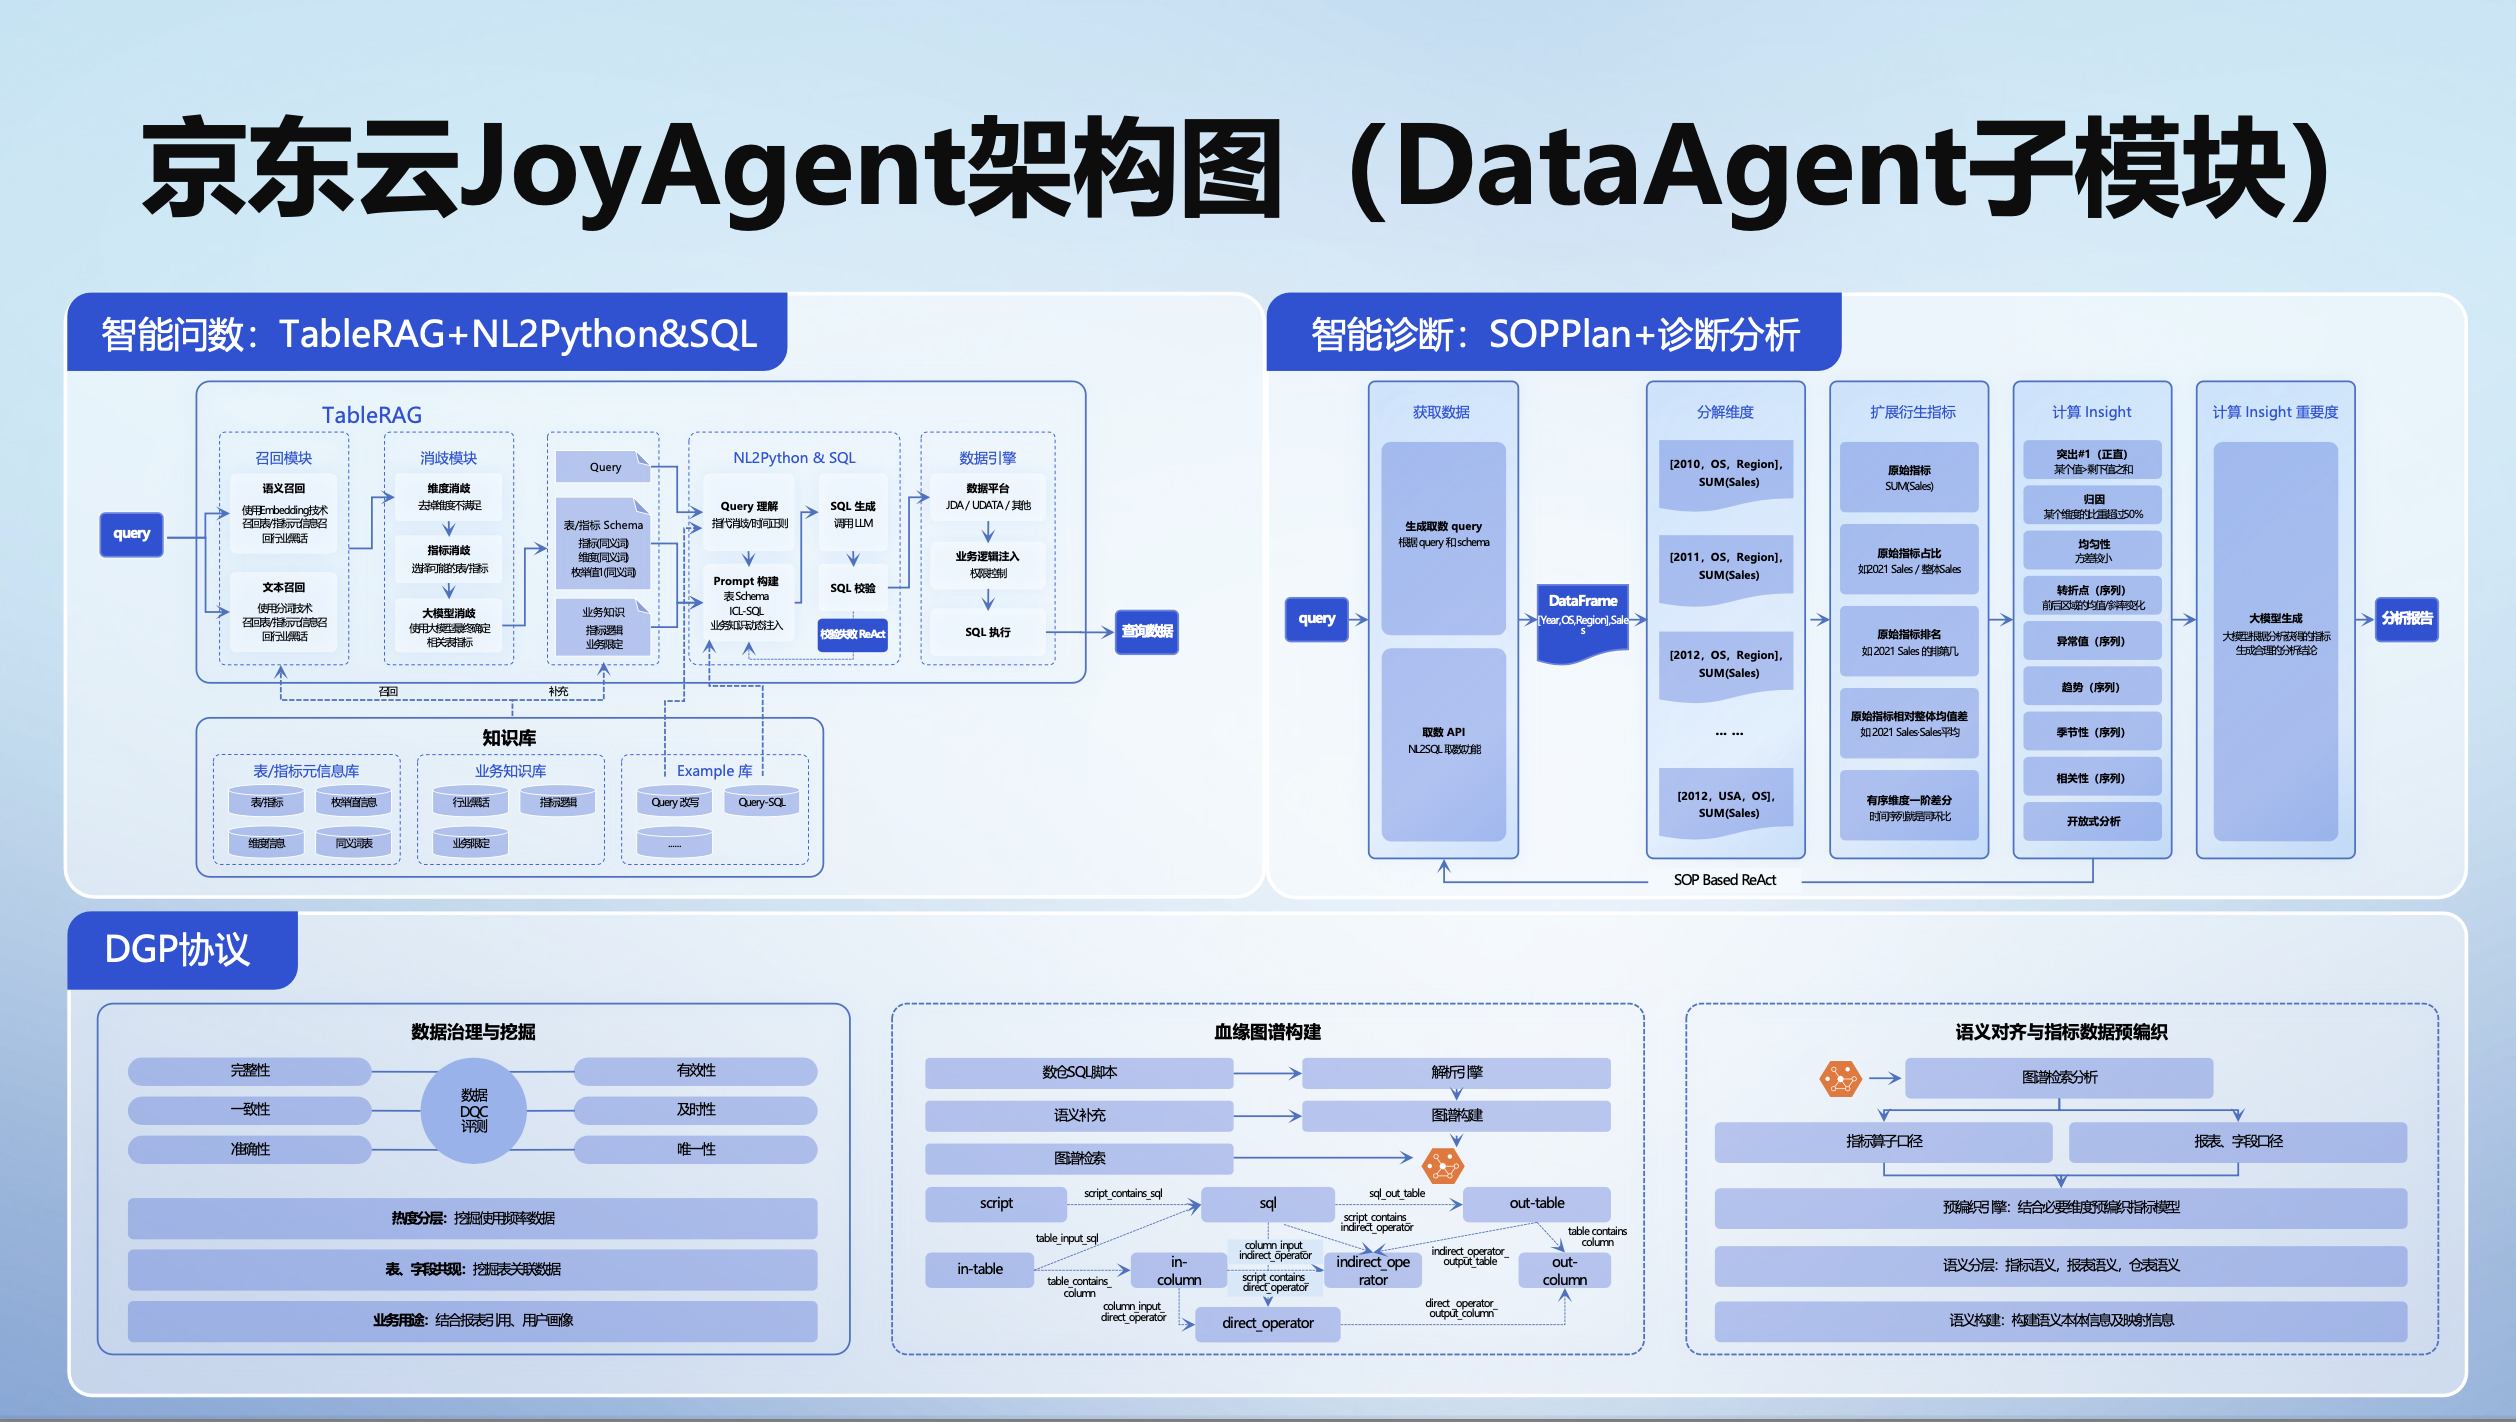 京东云JoyAgent架构图（DataAgent子模块）
智能问数：TableRAG+NL2Python&SQL
TableRAG
query
召回模块
语义召回
使用Embedding技术
召回表/指标元信息召
回行业黑话
文本召回
使用分词技术
召回表/指标元信息召
回行业黑话
消歧模块
维度消歧
去掉维度不满足
指标消歧
选择可能的表/指标
大模型消歧
使用大模型最终确定
相关表指标
Query
表/指标 Schema
指标(同义词)
维度(同义词)
枚举值1(同义词)
业务知识
指标逻辑
业务限定
NL2Python & SQL
Query 理解
指代消歧/时间正则
Prompt 构建
表 Schema
ICL-SQL
业务知识动态注入
SQL 生成
调用 LLM
SQL 校验
校验失败 ReAct
数据引擎
数据平台
JDA / UDATA / 其他
业务逻辑注入
权限控制
SQL 执行
查询数据
召回
补充
知识库
表/指标元信息库
表/指标
枚举值信息
维度信息
同义词表
业务知识库
行业黑话
指标逻辑
业务限定
Example 库
Query 改写
Query-SQL
......
智能诊断：SOPPlan+诊断分析
query
获取数据
生成取数 query
根据 query 和 schema
取数 API
NL2SQL 取数功能
DataFrame
[Year,OS,Region],Sale
s
分解维度
[2010，OS，Region]，
SUM(Sales)
[2011，OS，Region]，
SUM(Sales)
[2012，OS，Region]，
SUM(Sales)
... ...
[2012，USA，OS]，
SUM(Sales)
扩展衍生指标
原始指标
SUM(Sales)
原始指标占比
如2021 Sales / 整体Sales
原始指标排名
如 2021 Sales 的排第几
原始指标相对整体均值差
如 2021 Sales-Sales平均
有序维度一阶差分
时间序列就是同环比
计算 Insight
突出#1（正直）
某个值>剩下值之和
归因
某个维度的比重超过50%
均匀性
方差较小
转折点（序列）
前后区域的均值/斜率变化
异常值（序列）
趋势（序列）
季节性（序列）
相关性（序列）
开放式分析
计算 Insight 重要度
大模型生成
大模型根据分析获得的指标
生成合理的分析结论
分析报告
SOP Based ReAct
DGP协议
数据治理与挖掘
完整性
一致性
准确性
数据
DQC
评测
有效性
及时性
唯一性
热度分层：挖掘使用频率数据
表、字段共现：挖掘表关联数据
业务用途：结合报表引用、用户画像
血缘图谱构建
数仓SQL脚本
解析引擎
语义补充
图谱构建
图谱检索
script
script_contains_sql
sql
sql_out_table
out-table
table_input_sql
script_contains_
indirect_operator
table contains
column
column_input_
indirect_operator
indirect_operator_
output_table
in-table
table_contains_
column
in-
column
script_contains_
direct_operator
indirect_ope
rator
out-
column
column_input_
direct_operator
direct_operator
direct_operator_
output_column
语义对齐与指标数据预编织
图谱检索分析
指标算子口径
报表、字段口径
预编织引擎：结合必要维度预编织指标模型
语义分层：指标语义，报表语义，仓表语义
语义构建：构建语义本体信息及映射信息